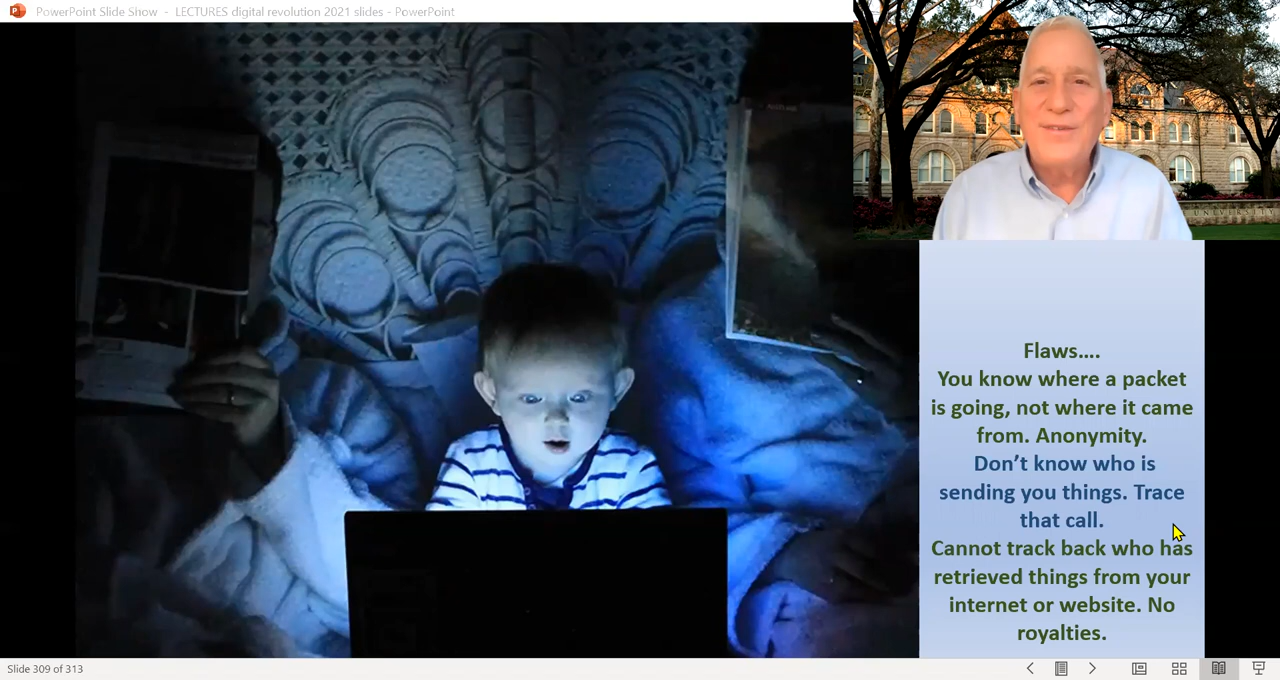 PowerPoint Slide Show - LECTURES digital revolution 2021 slides - PowerPoint
UNIVERSITY
Flaws....
You know where a packet
is going, not where it came
from. Anonymity.
Don’t know who is
sending you things. Trace
that call.
Cannot track back who has
retrieved things from your
internet or website. No
royalties.
Slide 309 of 313